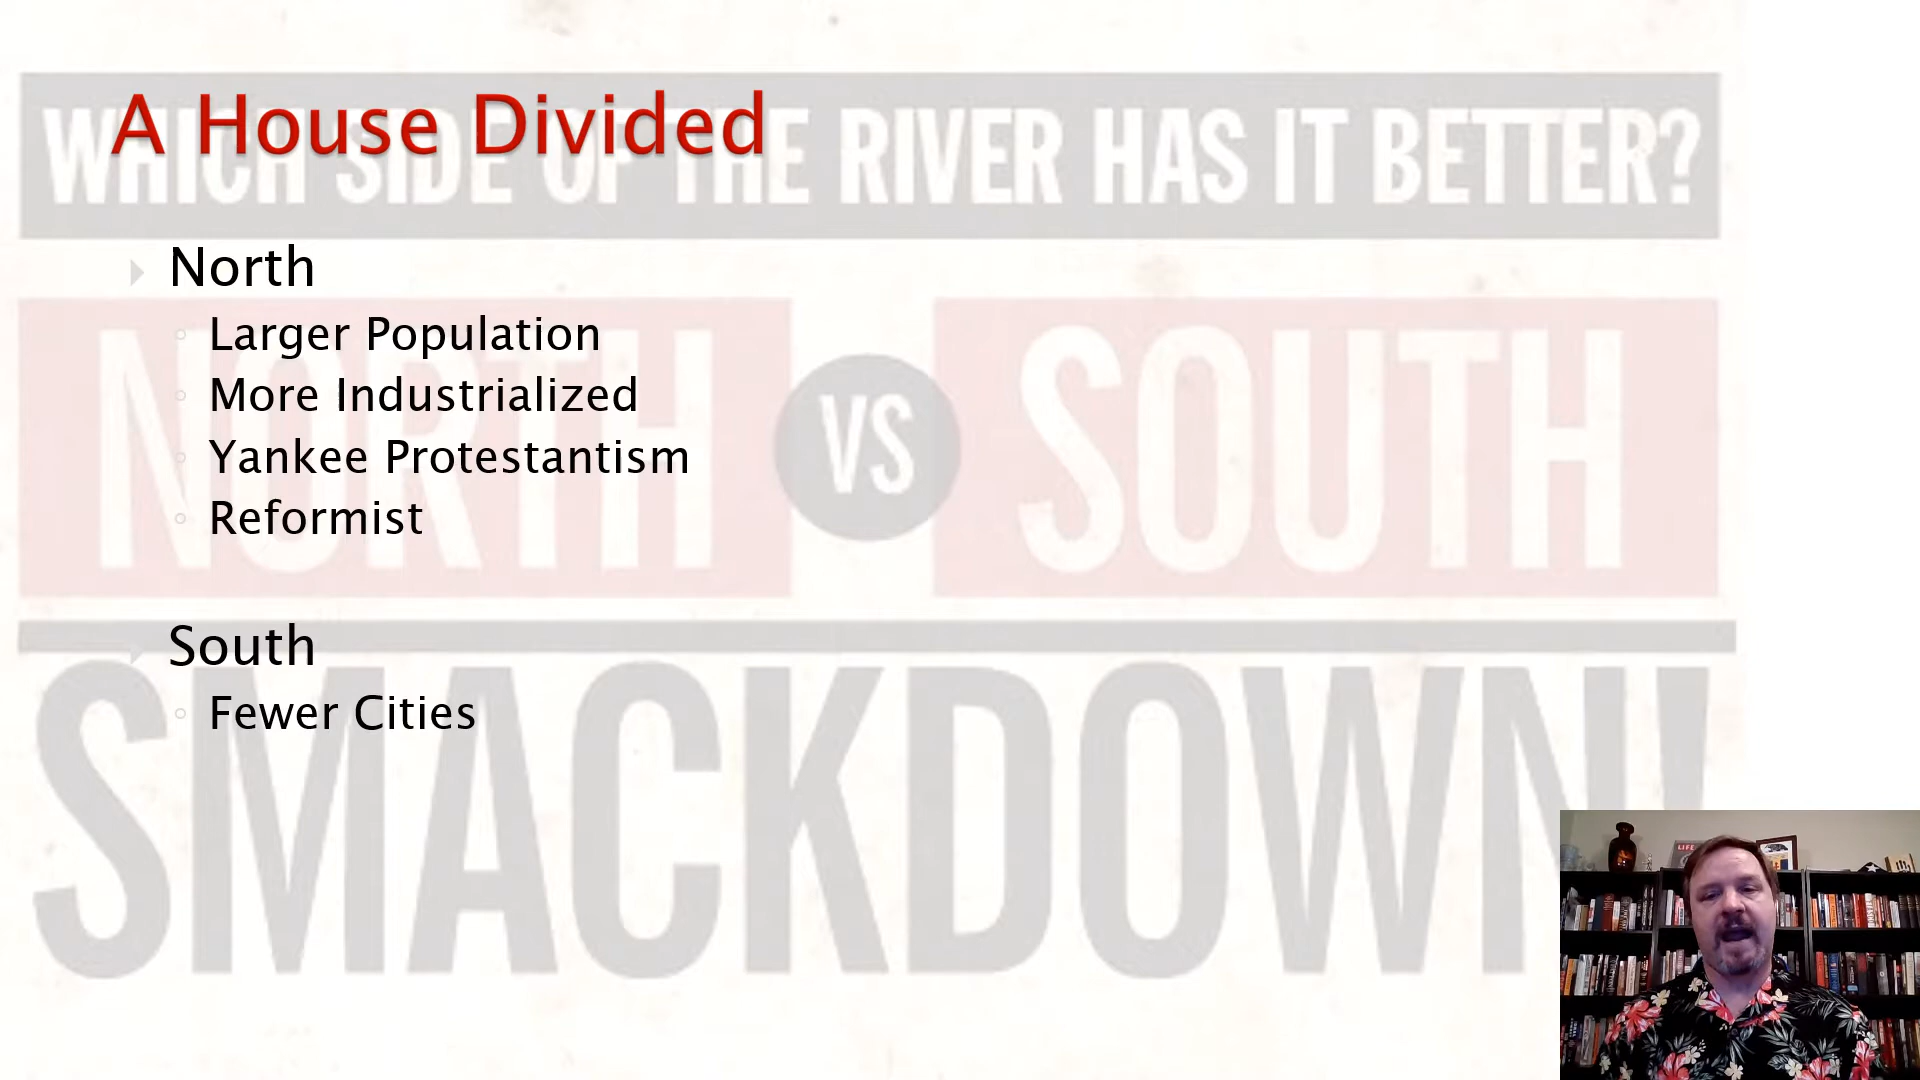 A House Divided
WHICH SIDE OF THE RIVER HAS IT BETTER?
North
Larger Population
More Industrialized
Yankee Protestantism
Reformist
NORTH VS SOUTH
South
Fewer Cities
SMACKDOWN!
LIFE